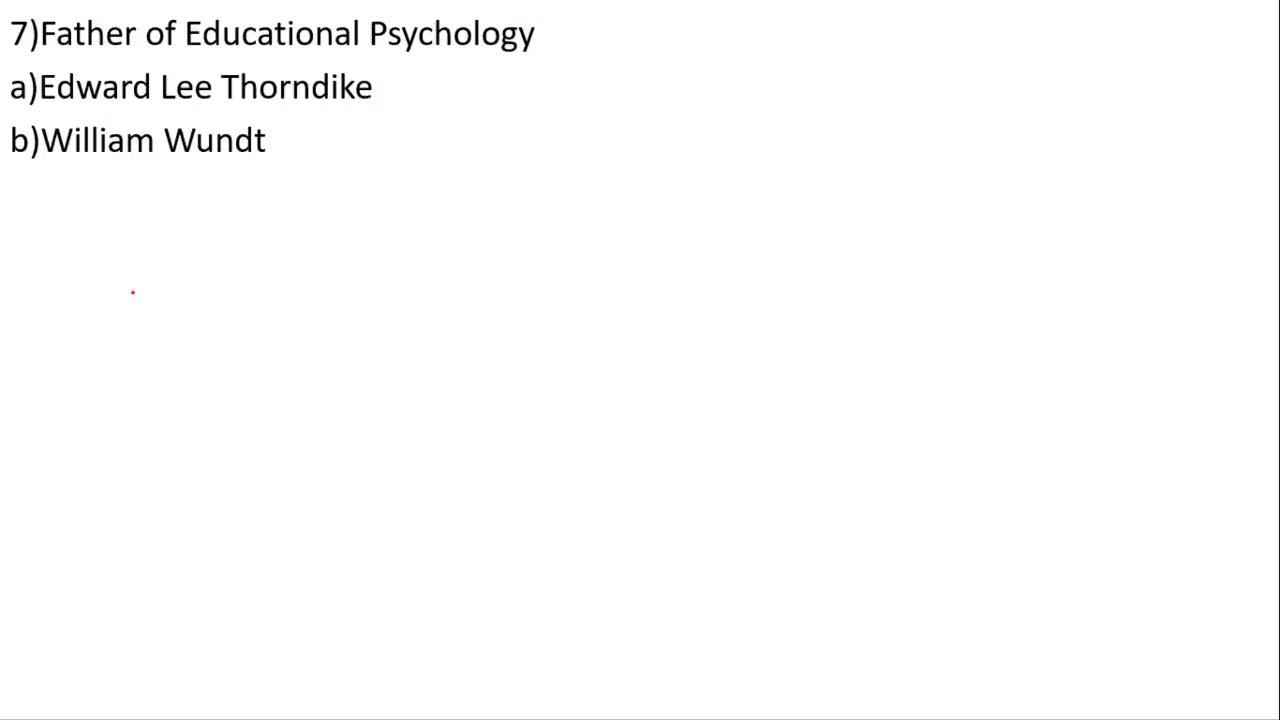 7)Father of Educational Psychology
a)Edward Lee Thorndike
b)William Wundt